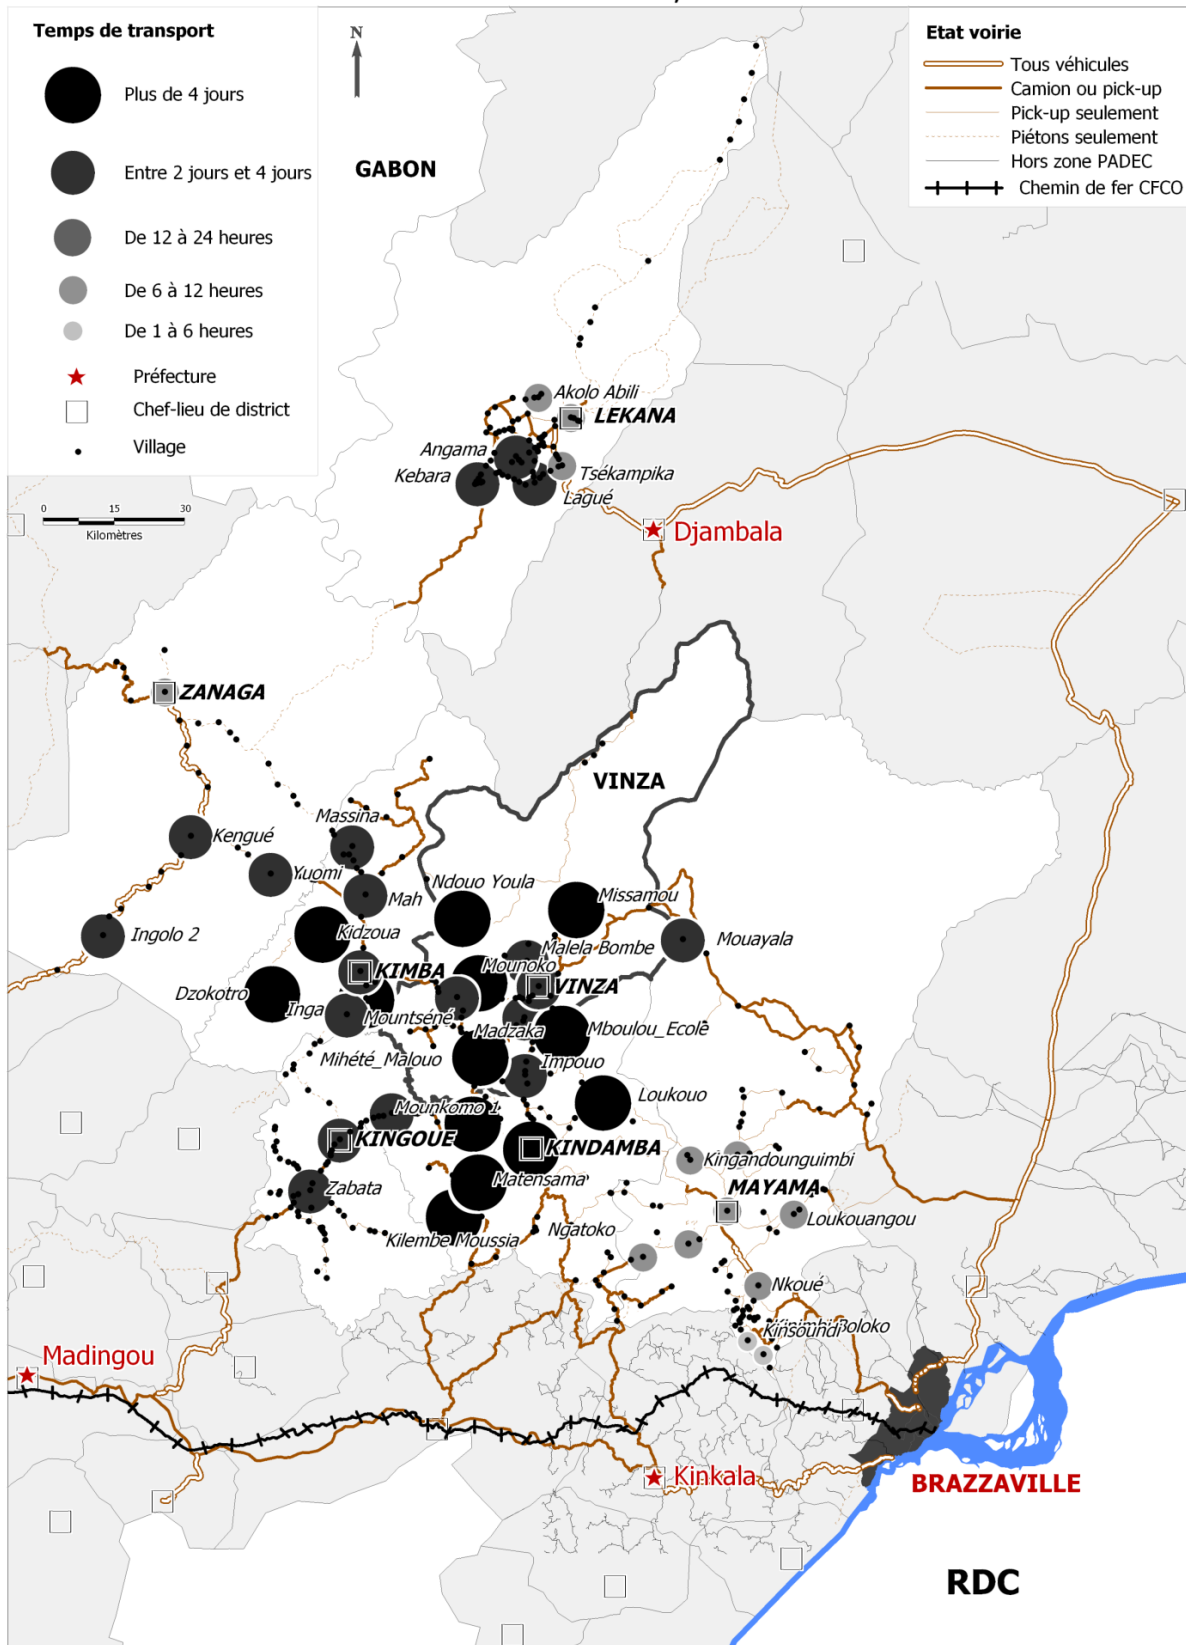 Temps de transport
Plus de 4 jours
Entre 2 jours et 4 jours
De 12 à 24 heures
De 6 à 12 heures
De 1 à 6 heures
Préfecture
Chef-lieu de district
Village
0 15 30
Kilomètres
N
GABON
Etat voirie
Tous véhicules
Camion ou pick-up
Pick-up seulement
Piétons seulement
Hors zone PADEC
Chemin de fer CFCO
Akolo Abili
LEKANA
Angama
Kebara
Tsékampika
Lagué
Djambala
ZANAGA
VINZA
Massina
Kengué
Yuomi
Mah
Ndouo Youla
Missamou
Ingolo 2
Kidzoua
Malela Bombe
Mouayala
KIMBA
Mounoko
VINZA
Dzokotro
Inga
Mountséné
Madzaka
Mboulou_Ecole
Mihété_Malouo
Impouo
Loukouo
Mounkomo 1
KINGOUE
KINDAMBA
Kingandounguimbi
Zabata
Matensama
MAYAMA
Loukouangou
Kilembe Moussia
Ngatoko
Nkoué
Kinsoundi
Boloko
Madingou
Kinkala
BRAZZAVILLE
RDC